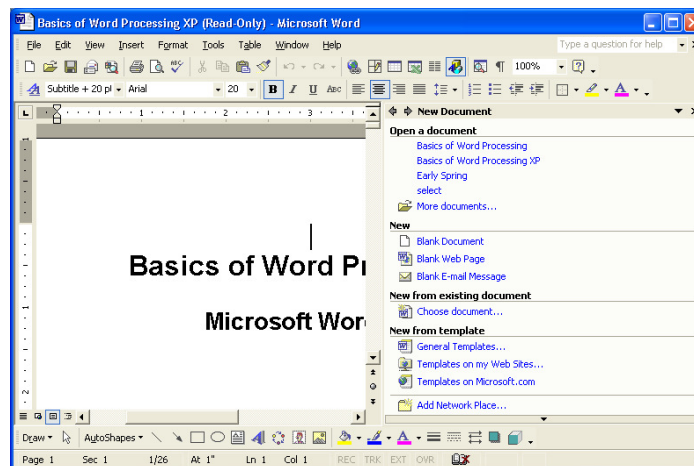 Basics of Word Processing XP (Read-Only) - Microsoft Word
File Edit View Insert Format Tools Table Window Help Type a question for help
100%
Subtitle + 20 pt Arial 20 B I U ABC
1 2 3
New Document
Open a document
Basics of Word Processing
Basics of Word Processing XP
Early Spring
select
More documents...
New
Blank Document
Blank Web Page
Blank E-mail Message
New from existing document
Choose document...
New from template
General Templates...
Templates on my Web Sites...
Templates on Microsoft.com
Add Network Place...
Basics of Word Pr
Microsoft Wor
Draw AutoShapes
Page 1 Sec 1 1/26 At 1" Ln 1 Col 1 REC TRK EXT OVR